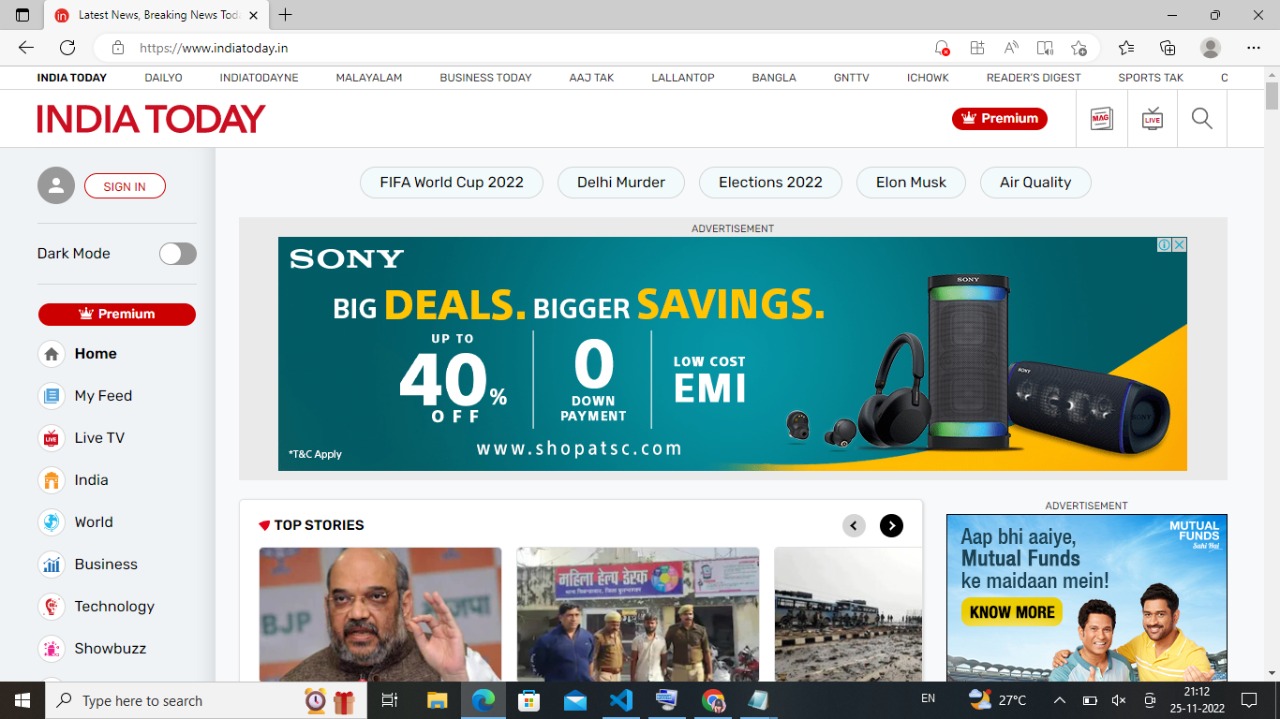 Latest News, Breaking News Toda
https://www.indiatoday.in
INDIA TODAY DAILYO INDIATODAYNE MALAYALAM BUSINESS TODAY AAJ TAK LALLANTOP BANGLA GNTTV ICHOWK READER'S DIGEST SPORTS TAK C
INDIA TODAY
Premium
MAG
LIVE
SIGN IN
FIFA World Cup 2022 Delhi Murder Elections 2022 Elon Musk Air Quality
Dark Mode
Premium
Home
My Feed
Live TV
India
World
Business
Technology
Showbuzz
ADVERTISEMENT
SONY
BIG DEALS. BIGGER SAVINGS.
UP TO
40%
OFF
0
DOWN
PAYMENT
LOW COST
EMI
www.shopatsc.com
*T&C Apply
SONY
TOP STORIES
BJP
भाजपा
महिला हेल्प डेस्क
ADVERTISEMENT
Aap bhi aaiye,
Mutual Funds
ke maidaan mein!
KNOW MORE
MUTUAL
FUNDS
Sahi Hai
Type here to search
EN
27°C
21:12
25-11-2022